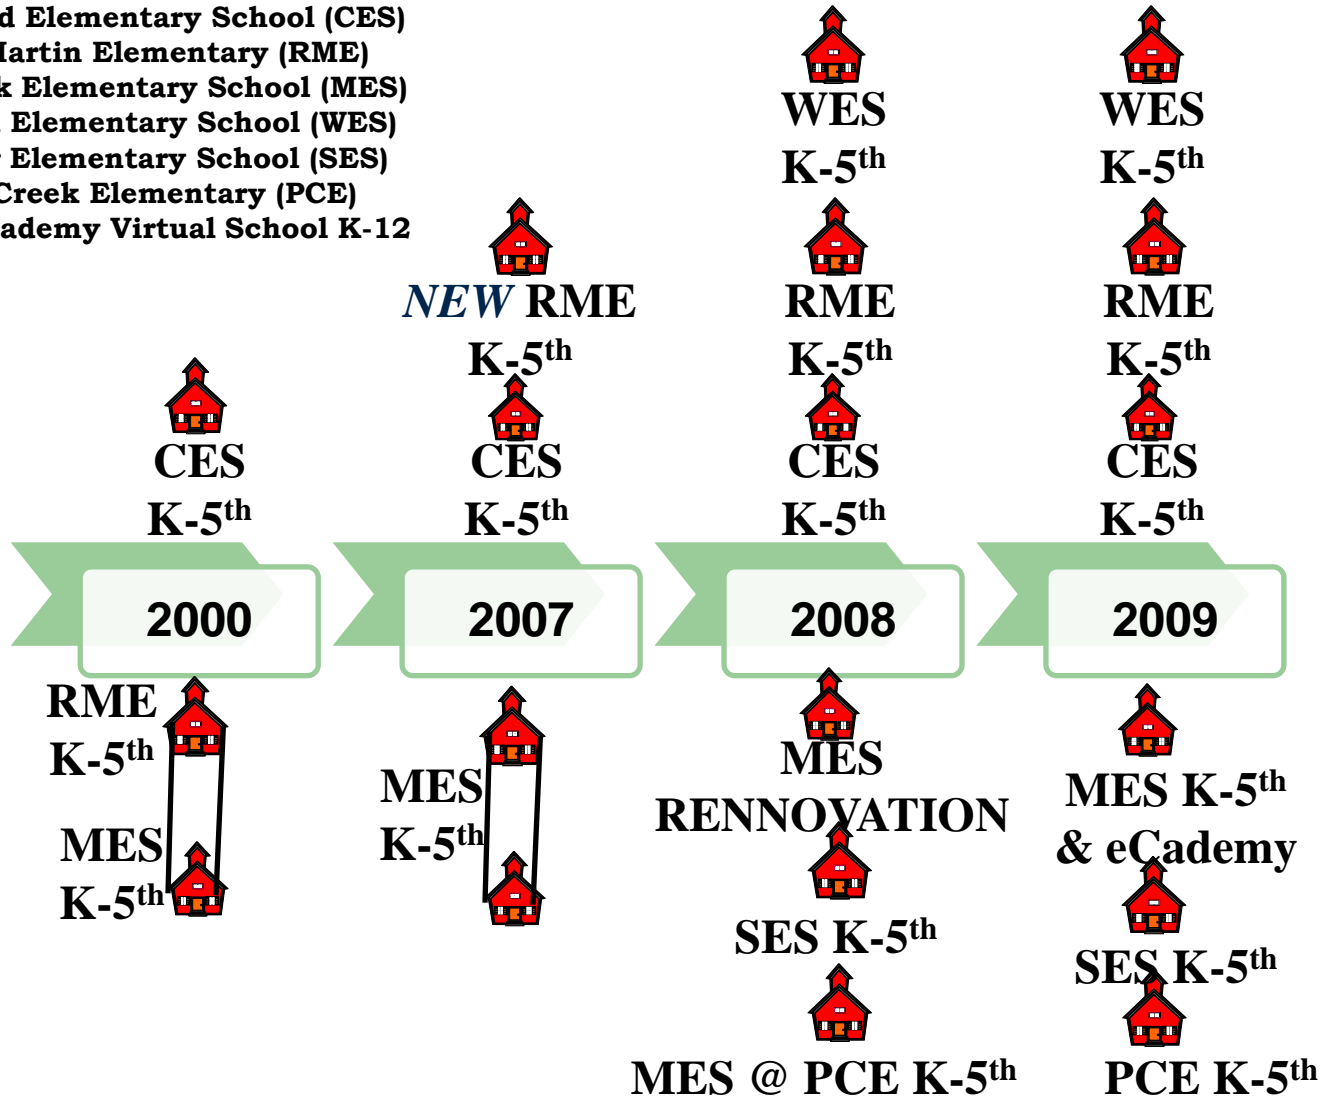 d Elementary School (CES)
Martin Elementary (RME)
k Elementary School (MES)
Elementary School (WES)
r Elementary School (SES)
Creek Elementary (PCE)
ademy Virtual School K-12
CES
K-5th
2000
RME
K-5th
MES
K-5th
NEW RME
K-5th
CES
K-5th
2007
MES
K-5th
WES
K-5th
RME
K-5th
CES
K-5th
2008
MES
RENNOVATION
SES K-5th
MES @ PCE K-5th
WES
K-5th
RME
K-5th
CES
K-5th
2009
MES K-5th
& eCademy
SES K-5th
PCE K-5th